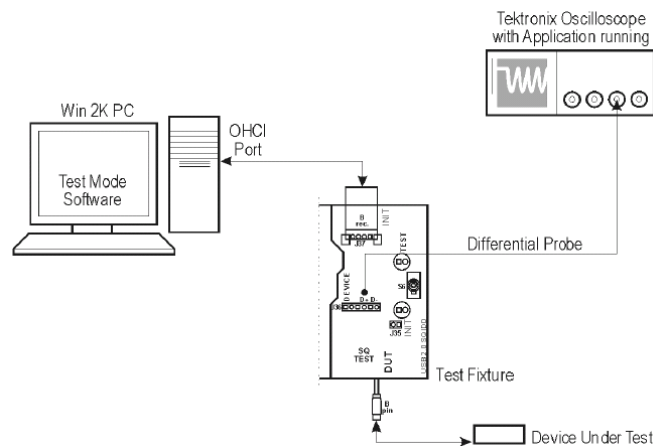 Tektronix Oscilloscope
with Application running
Win 2K PC
OHCI
Port
Test Mode
Software
B
INIT
J37
TEST
Differential Probe
DEVICE
D+ D-
S6
J35
INIT
SQ
TEST
DUT
Test Fixture
B
pin
Device Under Test